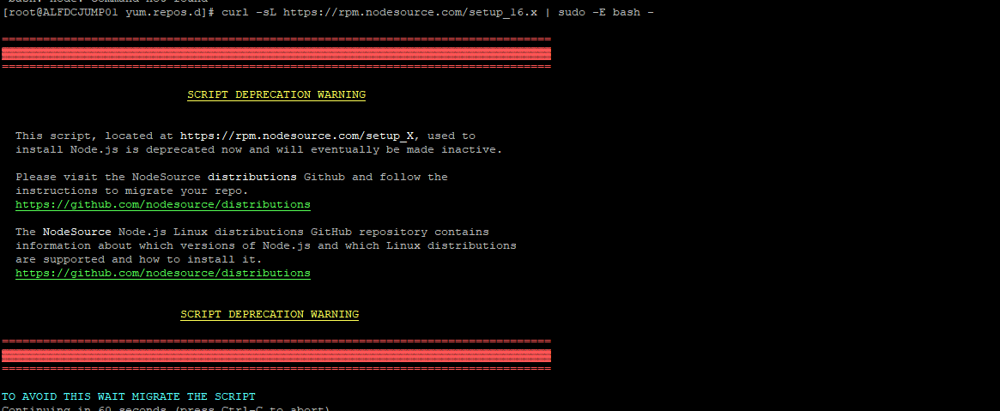 bash: node: command not found
[root@ALFDCJUMP01 yum.repos.d]# curl -sL https://rpm.nodesource.com/setup_16.x | sudo -E bash -
================================================================================
================================================================================
SCRIPT DEPRECATION WARNING
This script, located at https://rpm.nodesource.com/setup_X, used to
install Node.js is deprecated now and will eventually be made inactive.
Please visit the NodeSource distributions Github and follow the
instructions to migrate your repo.
https://github.com/nodesource/distributions
The NodeSource Node.js Linux distributions GitHub repository contains
information about which versions of Node.js and which Linux distributions
are supported and how to install it.
https://github.com/nodesource/distributions
SCRIPT DEPRECATION WARNING
================================================================================
================================================================================
TO AVOID THIS WAIT MIGRATE THE SCRIPT
Continuing in 60 seconds (press Ctrl-C to abort)